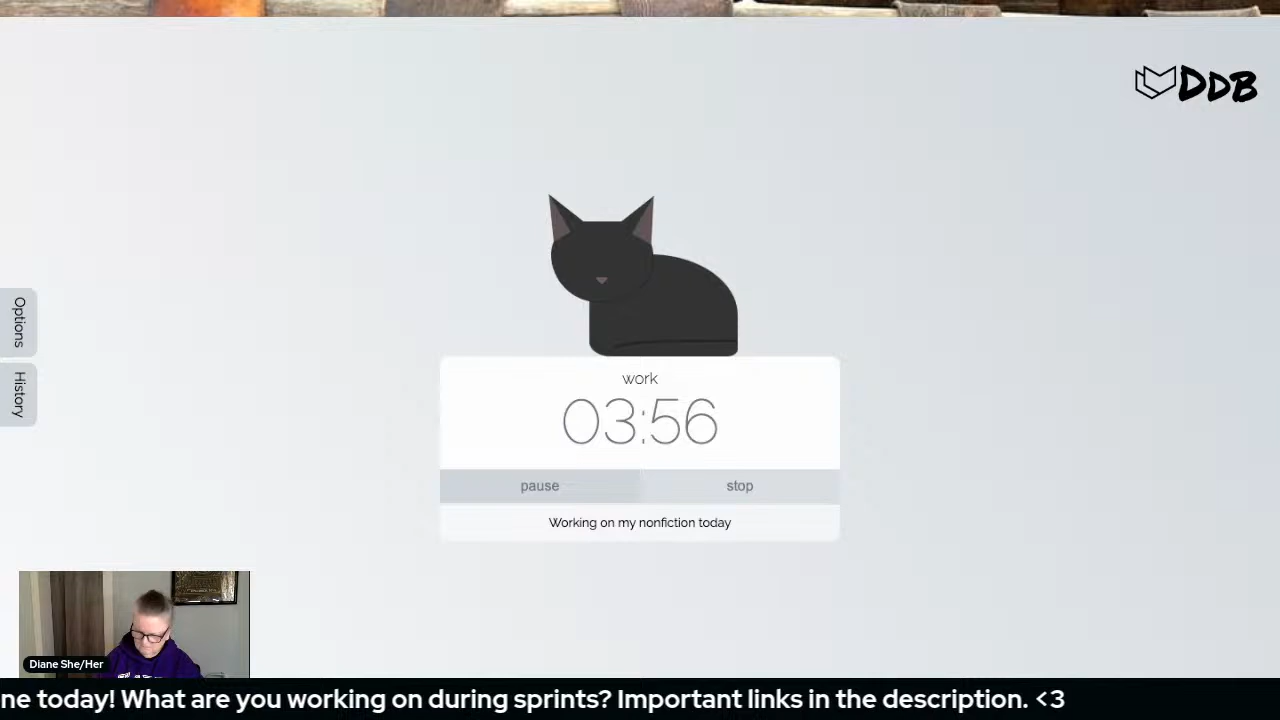 DDB
Options
History
work
03:56
pause
stop
Working on my nonfiction today
Diane She/Her
ne today! What are you working on during sprints? Important links in the description. <3